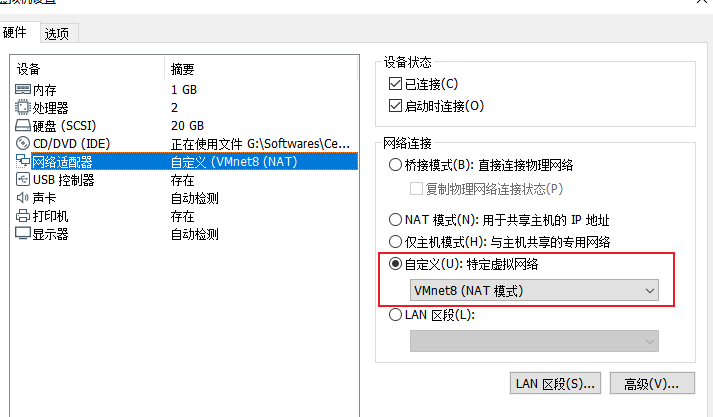 硬件 选项
设备 摘要
内存 1 GB
处理器 2
硬盘 (SCSI) 20 GB
CD/DVD (IDE) 正在使用文件 G:\Softwares\Ce...
网络适配器 自定义 (VMnet8 (NAT)
USB 控制器 存在
声卡 自动检测
打印机 存在
显示器 自动检测
设备状态
已连接(C)
启动时连接(O)
网络连接
桥接模式(B): 直接连接物理网络
复制物理网络连接状态(P)
NAT 模式(N): 用于共享主机的 IP 地址
仅主机模式(H): 与主机共享的专用网络
自定义(U): 特定虚拟网络
VMnet8 (NAT 模式)
LAN 区段(L):
LAN 区段(S)... 高级(V)...